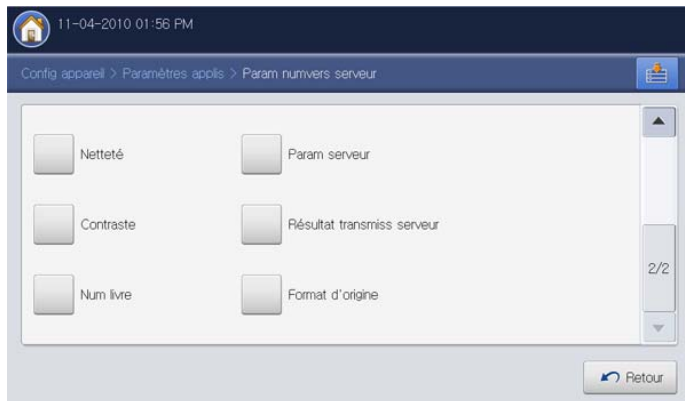 11-04-2010 01:56 PM
Config appareil > Paramètres applis > Param numvers serveur
Netteté
Param serveur
Contraste
Résultat transmiss serveur
Num livre
Format d'origine
2/2
Retour